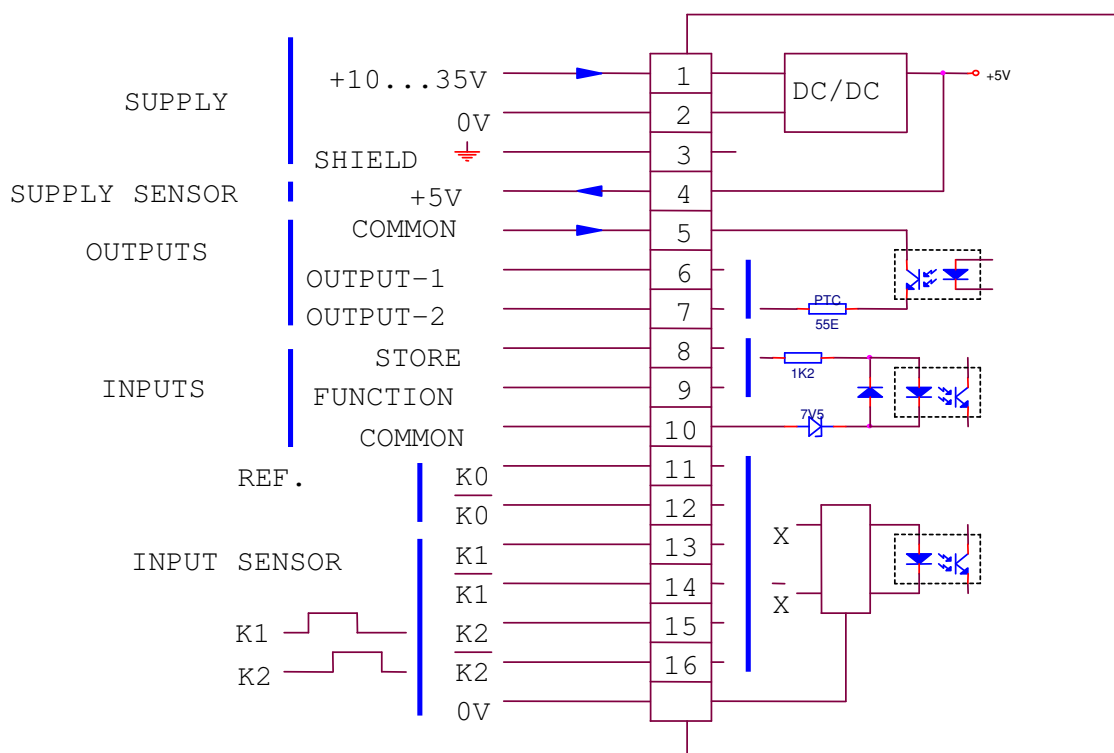 +10...35V 1 DC/DC +5V
SUPPLY
0V 2
SHIELD 3
SUPPLY SENSOR +5V 4
COMMON 5
OUTPUTS
OUTPUT-1 6
OUTPUT-2 7 PTC
55E
STORE 8
1K2
INPUTS FUNCTION 9
7V5
COMMON 10
REF. K0 11
K0 12
K1 13 X
INPUT SENSOR
K1 14 X
K1 K2 15
K2 K2 16
0V